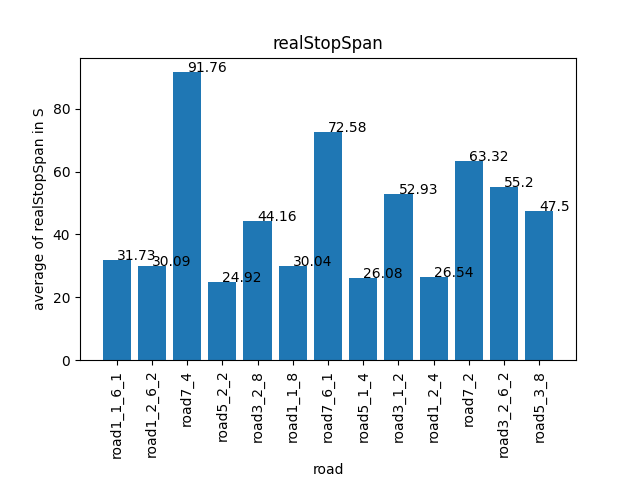 realStopSpan
average of realStopSpan in S
80
60
40
20
0
31.73
30.09
91.76
24.92
44.16
30.04
72.58
26.08
52.93
26.54
63.32
55.2
47.5
road1_1_6_1
road1_2_6_2
road7_4
road5_2_2
road3_2_8
road1_1_8
road7_6_1
road5_1_4
road3_1_2
road1_2_4
road7_2
road3_2_6_2
road5_3_8
road